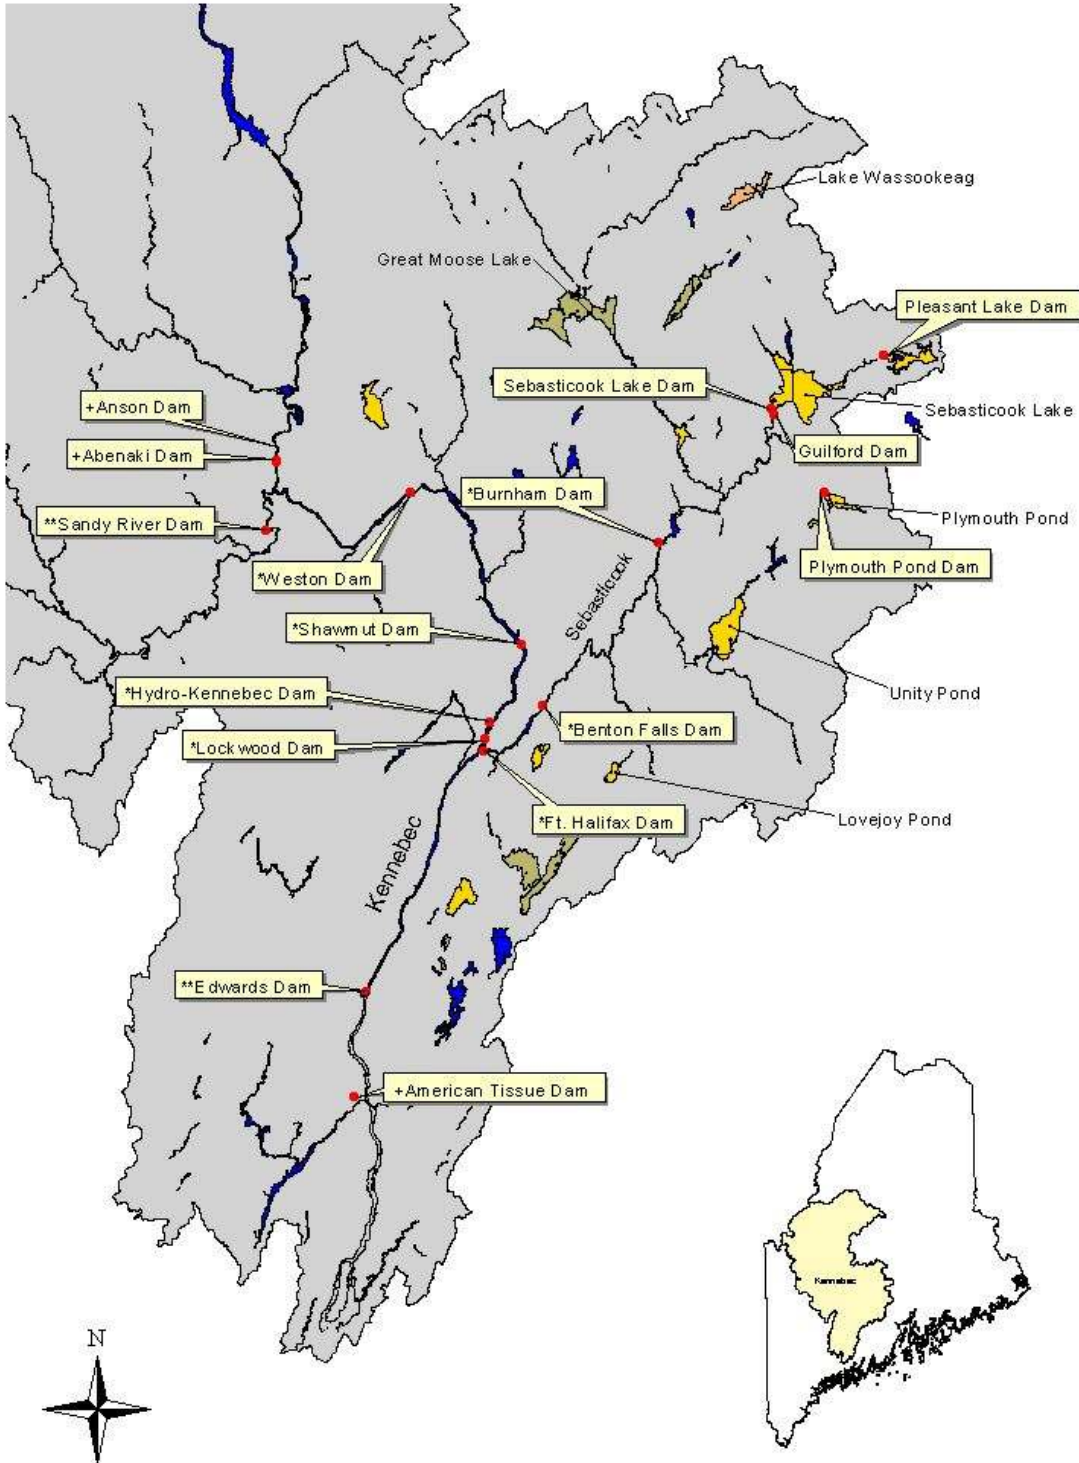 Lake Wassookeag
Great Moose Lake
Pleasant Lake Dam
Sebasticook Lake Dam
+Anson Dam
Sebasticook Lake
+Abenaki Dam
Guilford Dam
*Burnham Dam
**Sandy River Dam
Plymouth Pond
*Weston Dam
Plymouth Pond Dam
Sebasticook
*Shawmut Dam
*Hydro-Kennebec Dam
Unity Pond
*Benton Falls Dam
*Lockwood Dam
*Ft. Halifax Dam
Lovejoy Pond
Kennebec
**Edwards Dam
+American Tissue Dam
Kennebec
N